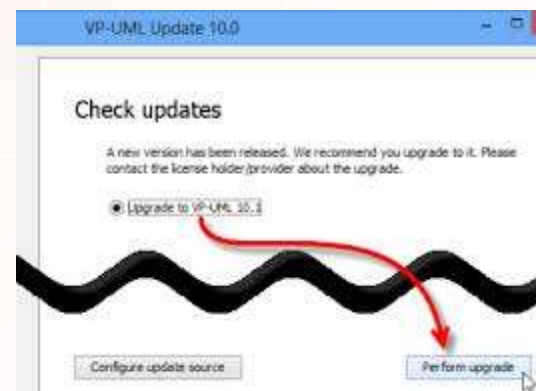 VP-UML Update 10.0
Check updates
A new version has been released. We recommend you upgrade to it. Please
contact the license holder/provider about the upgrade.
Upgrade to VP-UML 10.1
Configure update source
Perform upgrade